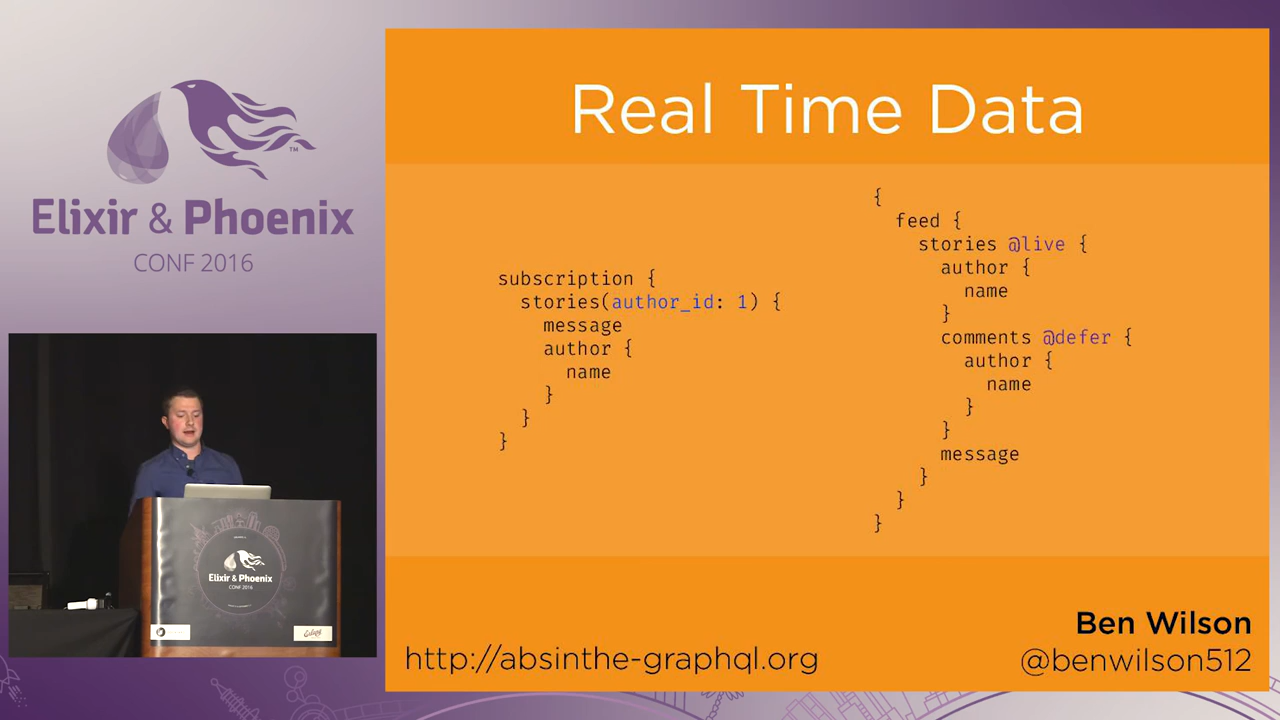 Elixir & Phoenix
CONF 2016
TM
Real Time Data
subscription {
  stories(author_id: 1) {
    message
    author {
      name
    }
  }
}
{
  feed {
    stories @live {
      author {
        name
      }
      comments @defer {
        author {
          name
        }
      }
      message
    }
  }
}
Ben Wilson
http://absinthe-graphql.org
@benwilson512
Elixir & Phoenix
CONF 2016